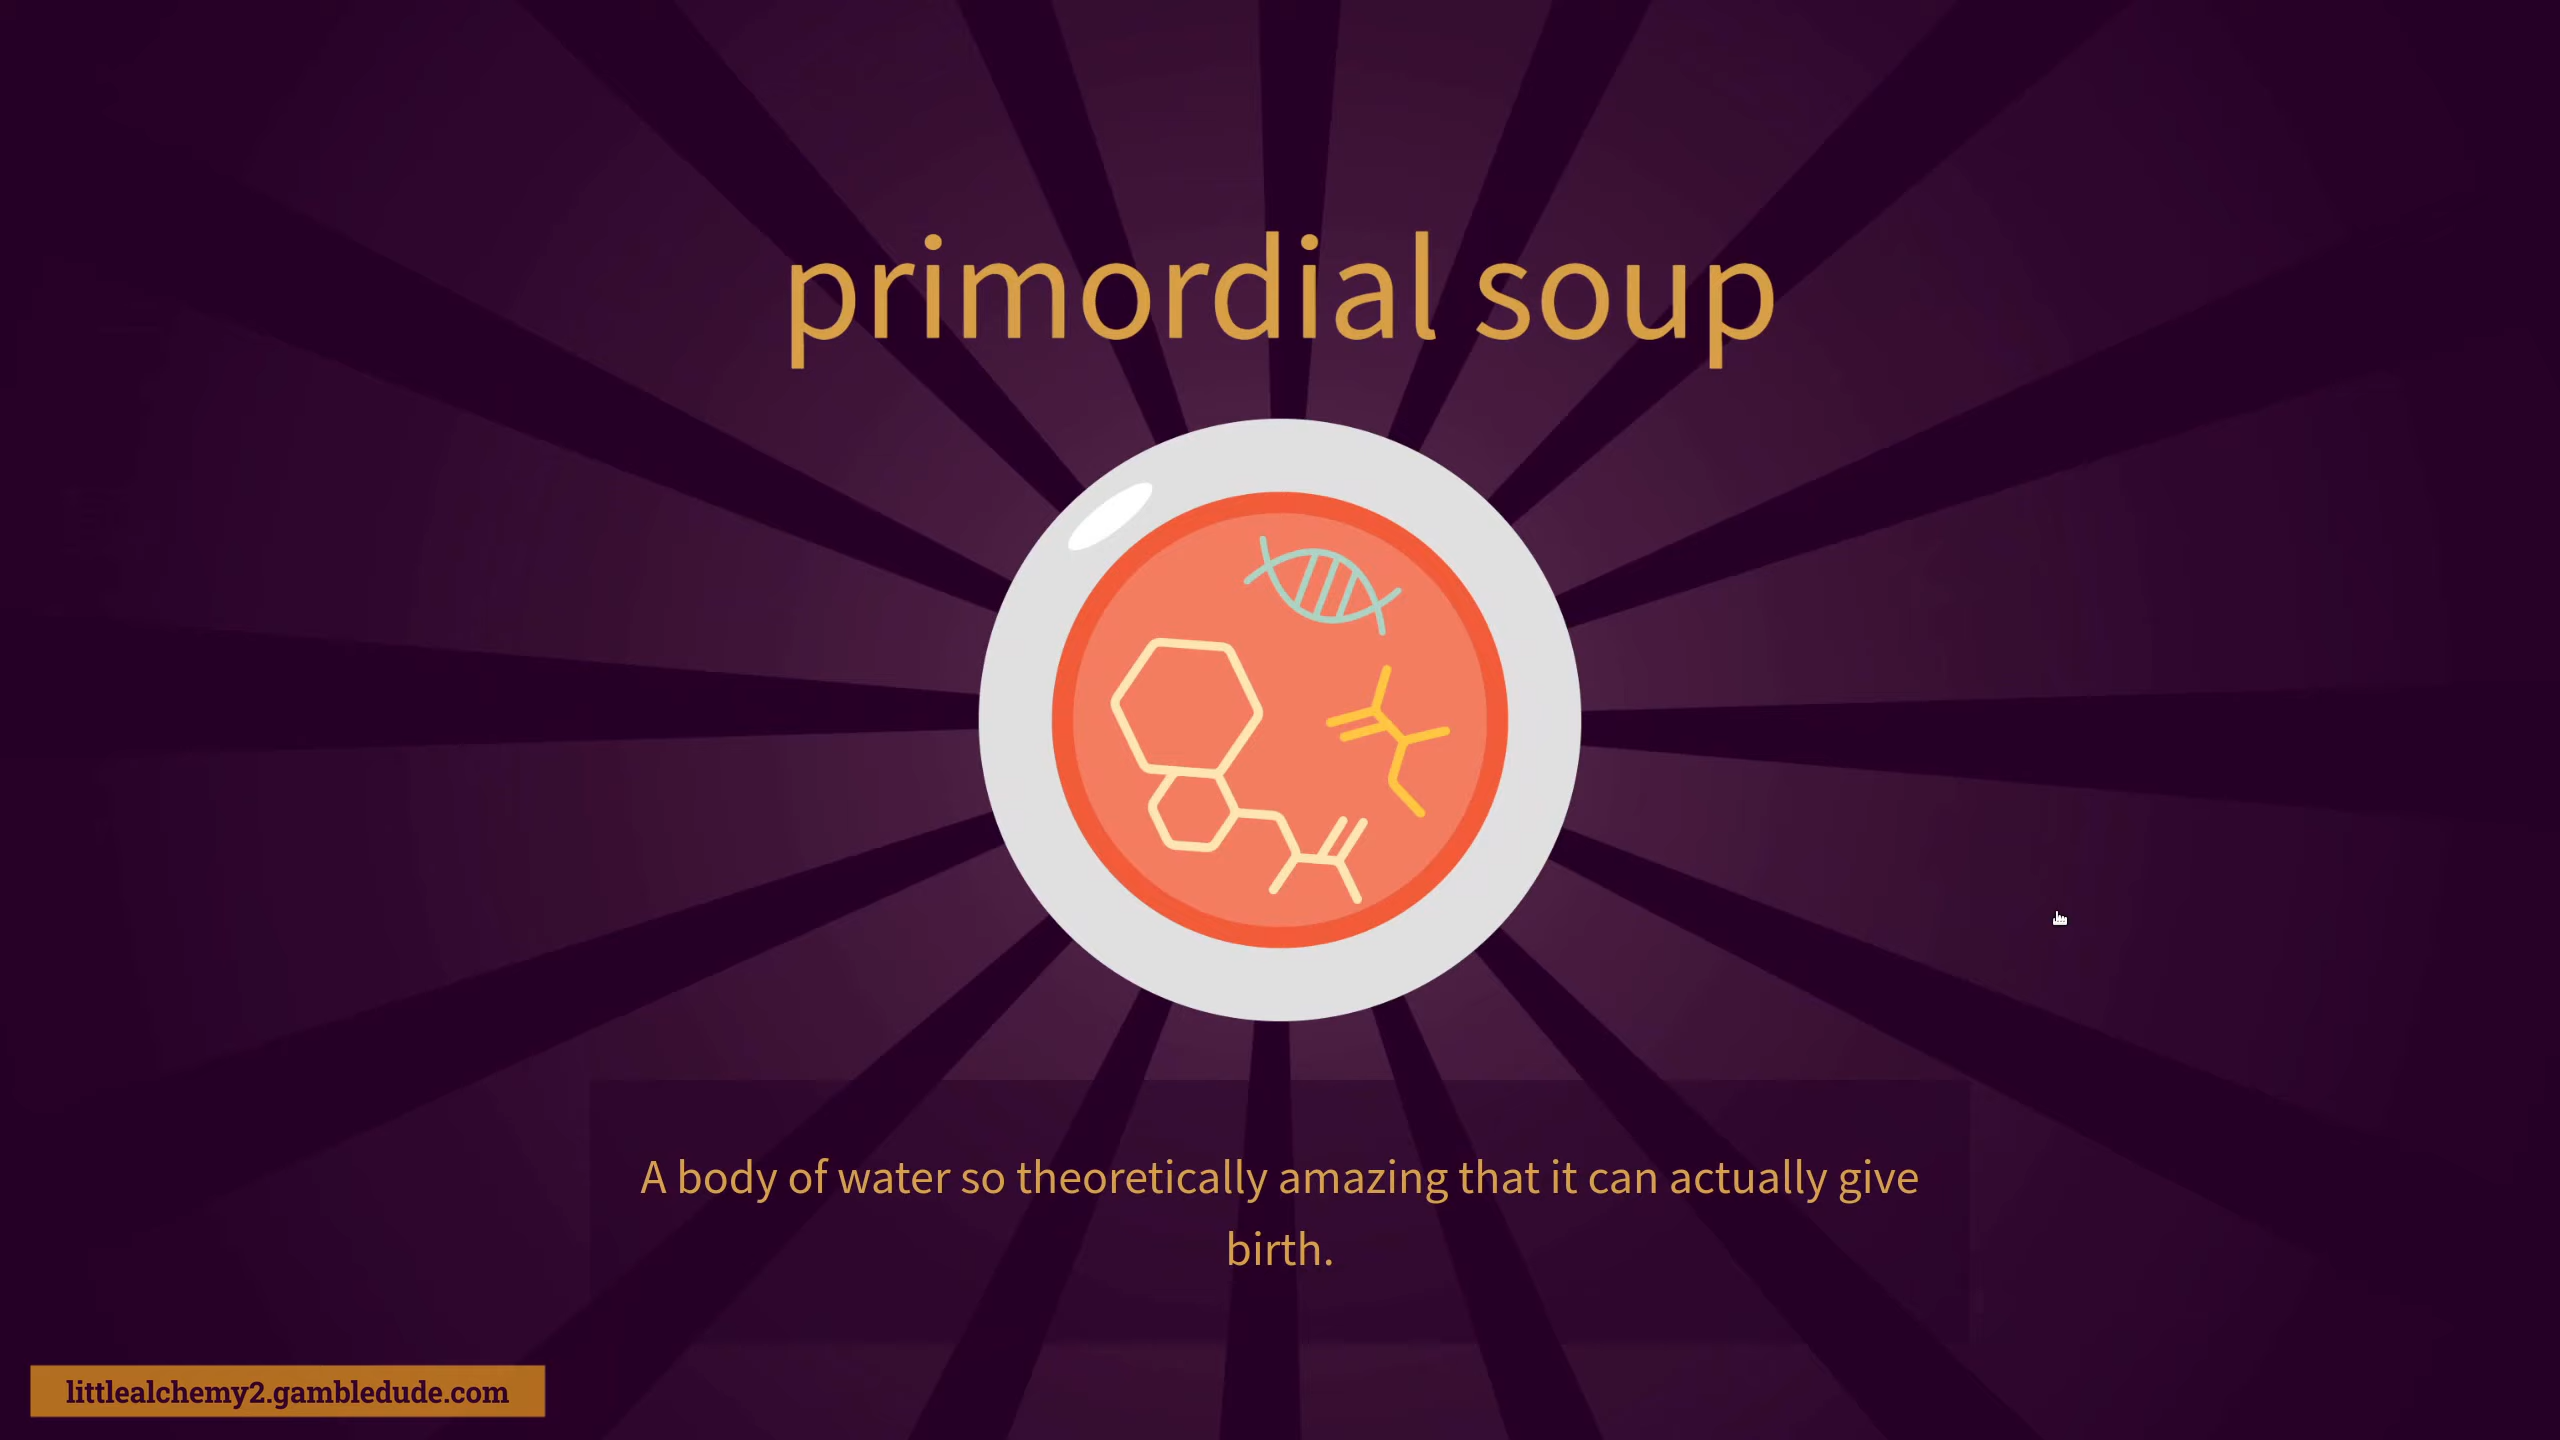 primordial soup
A body of water so theoretically amazing that it can actually give
birth.
littlealchemy2.gambledude.com